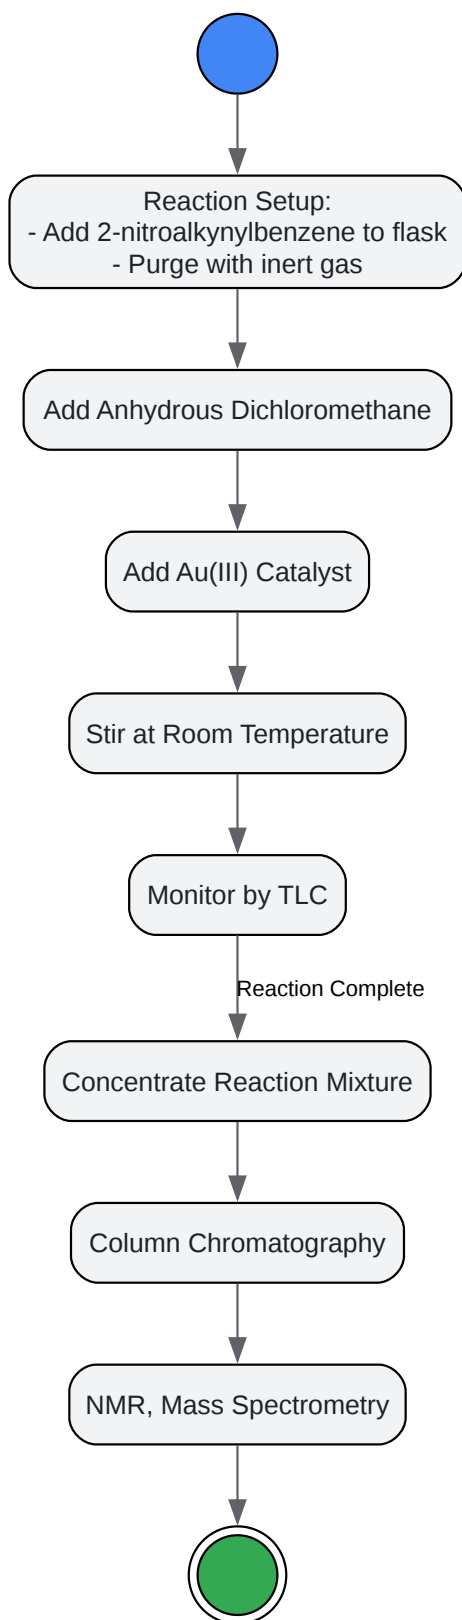 Reaction Setup:
- Add 2-nitroalkynylbenzene to flask
- Purge with inert gas
Add Anhydrous Dichloromethane
Add Au(III) Catalyst
Stir at Room Temperature
Monitor by TLC
Reaction Complete
Concentrate Reaction Mixture
Column Chromatography
NMR, Mass Spectrometry